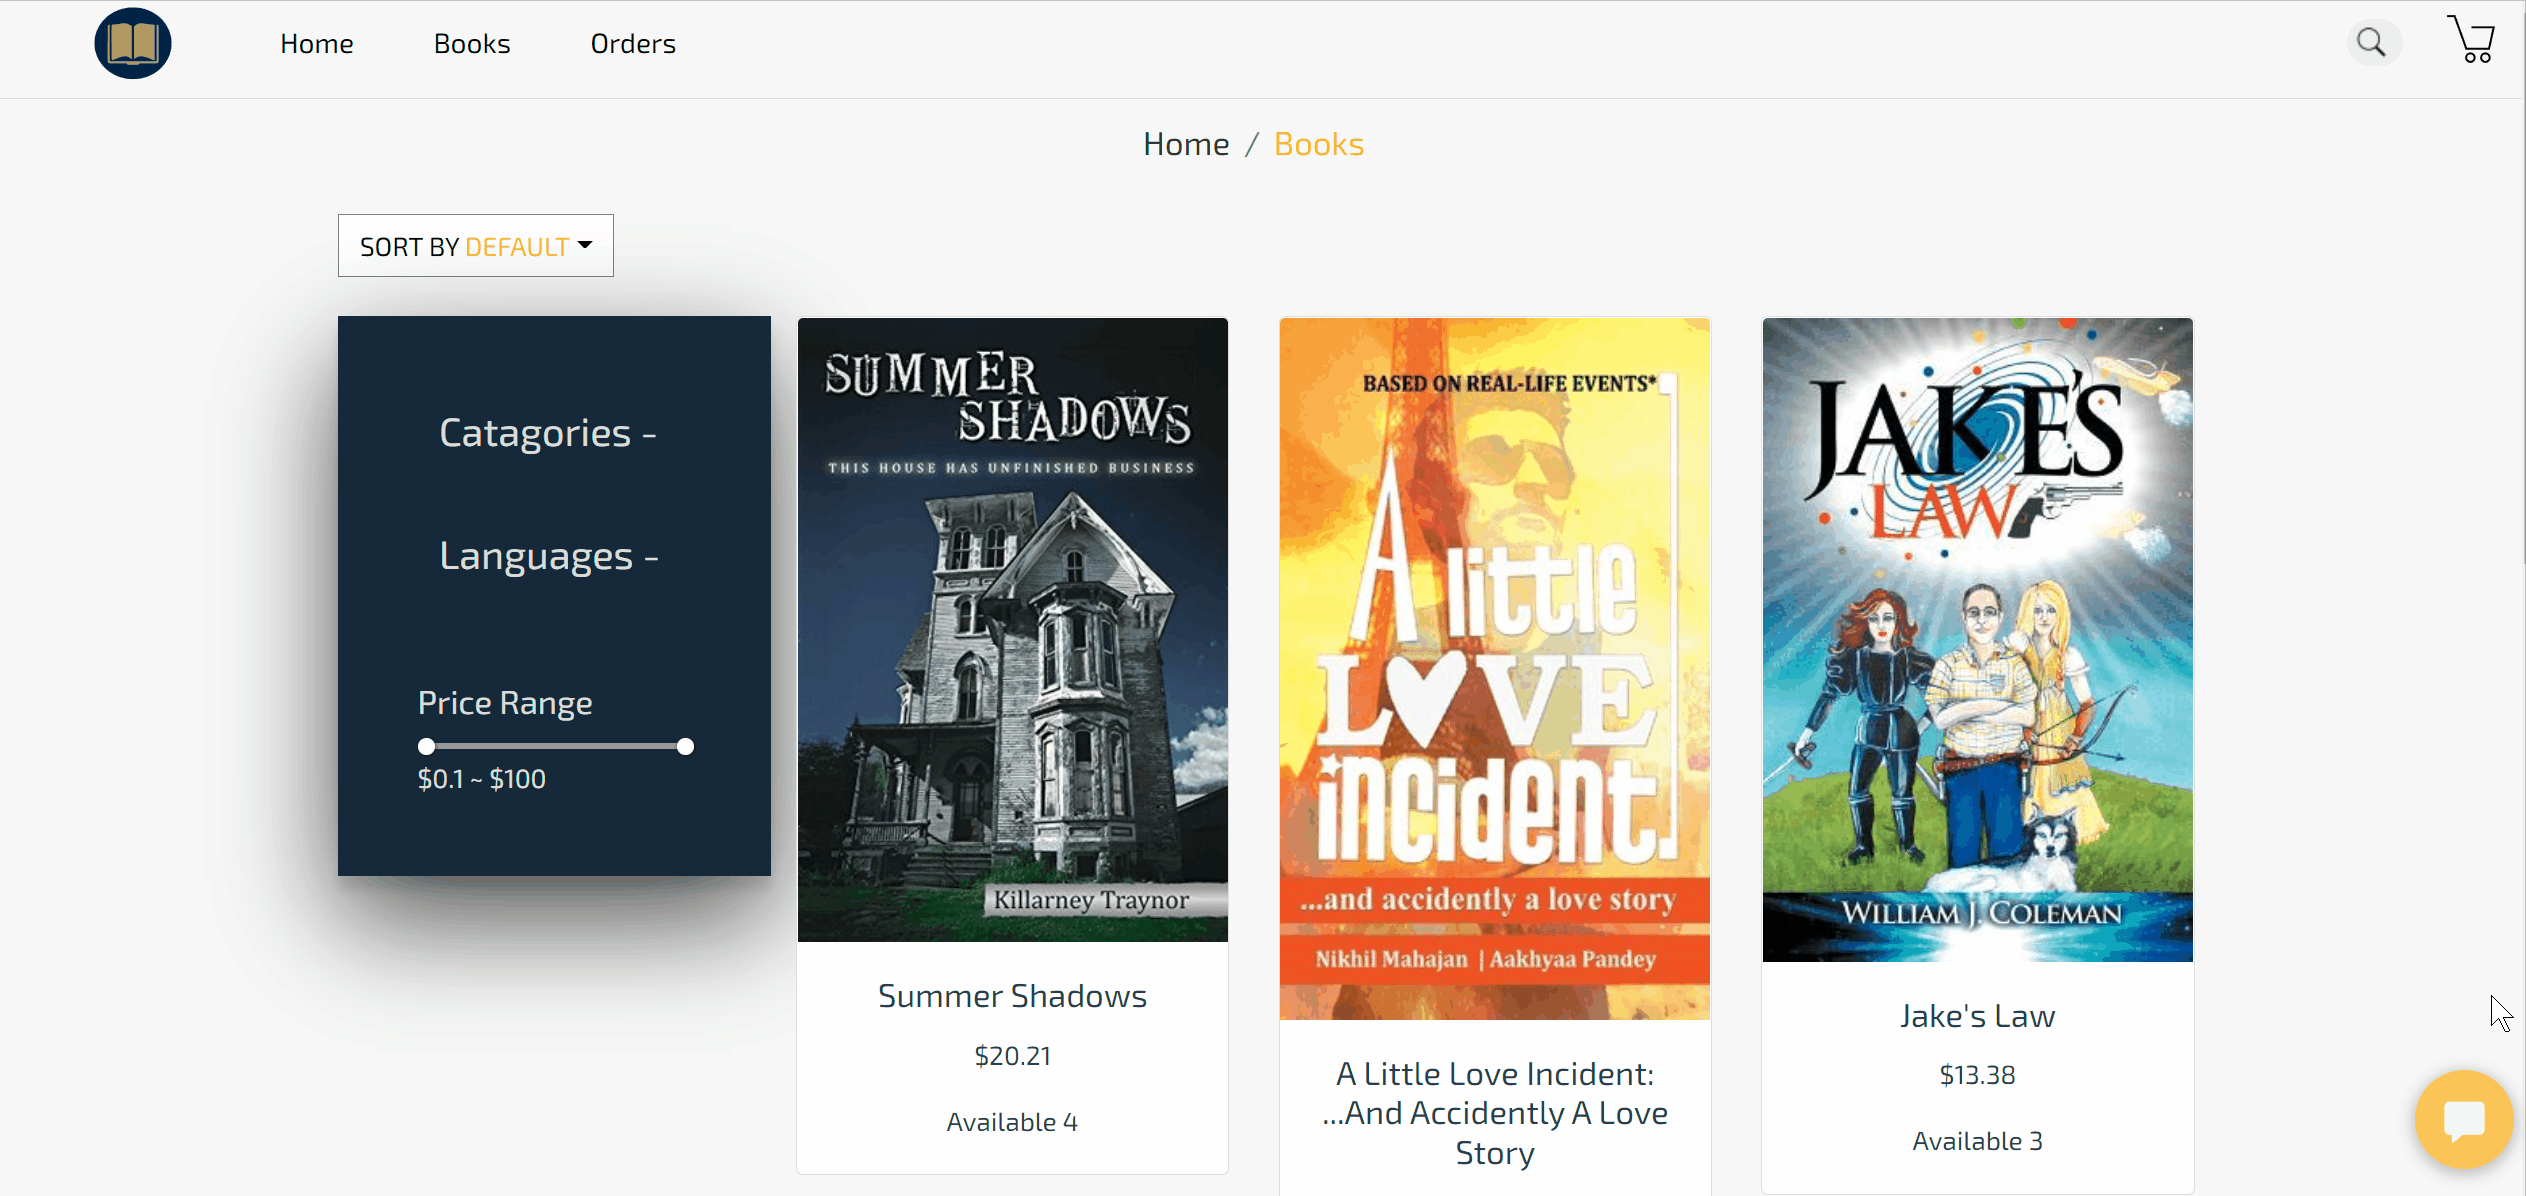 Home
Books
Orders
Home / Books
SORT BY DEFAULT
Catagories -
Languages -
Price Range
$0.1 ~ $100
SUMMER
SHADOWS
THIS HOUSE HAS UNFINISHED BUSINESS
Killarney Traynor
Summer Shadows
$20.21
Available 4
BASED ON REAL-LIFE EVENTS*
A little
LOVE
incident.
...and accidently a love story
Nikhil Mahajan | Aakhyaa Pandey
A Little Love Incident:
...And Accidently A Love
Story
JAKE'S
LAW
WILLIAM J. COLEMAN
Jake's Law
$13.38
Available 3